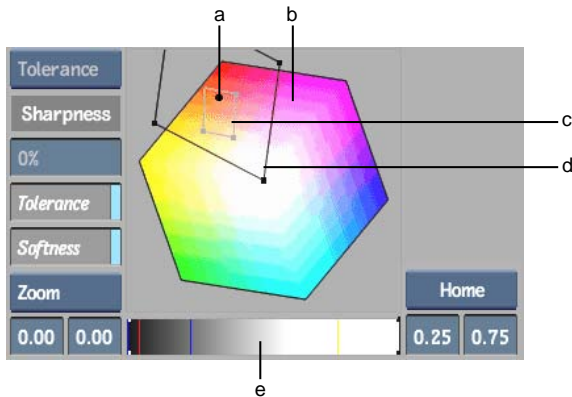 a
b
Tolerance
Sharpness
c
0%
d
Tolerance
Softness
Zoom
Home
0.00 0.00
0.25 0.75
e